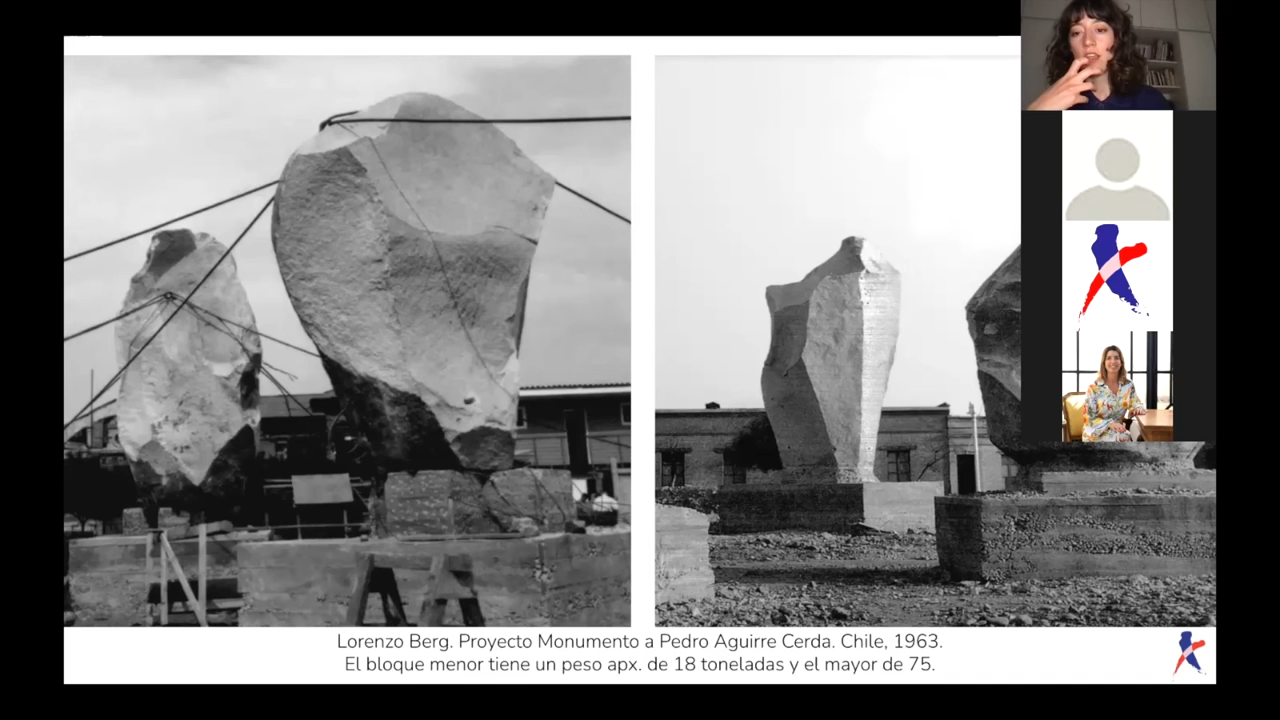 Lorenzo Berg. Proyecto Monumento a Pedro Aguirre Cerda. Chile, 1963.
El bloque menor tiene un peso apx. de 18 toneladas y el mayor de 75.